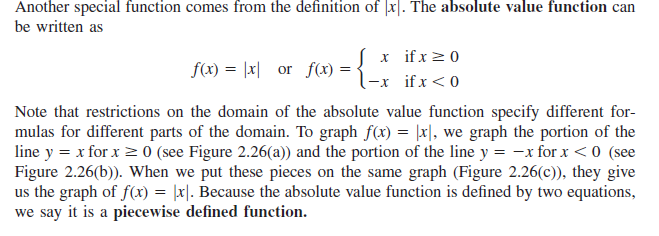 Another special function comes from the definition of |x|. The absolute value function can
be written as
f(x) = |x| or f(x) = { x if x ≥ 0
-x if x < 0
Note that restrictions on the domain of the absolute value function specify different for-
mulas for different parts of the domain. To graph f(x) = |x|, we graph the portion of the
line y = x for x ≥ 0 (see Figure 2.26(a)) and the portion of the line y = -x for x < 0 (see
Figure 2.26(b)). When we put these pieces on the same graph (Figure 2.26(c)), they give
us the graph of f(x) = |x|. Because the absolute value function is defined by two equations,
we say it is a piecewise defined function.